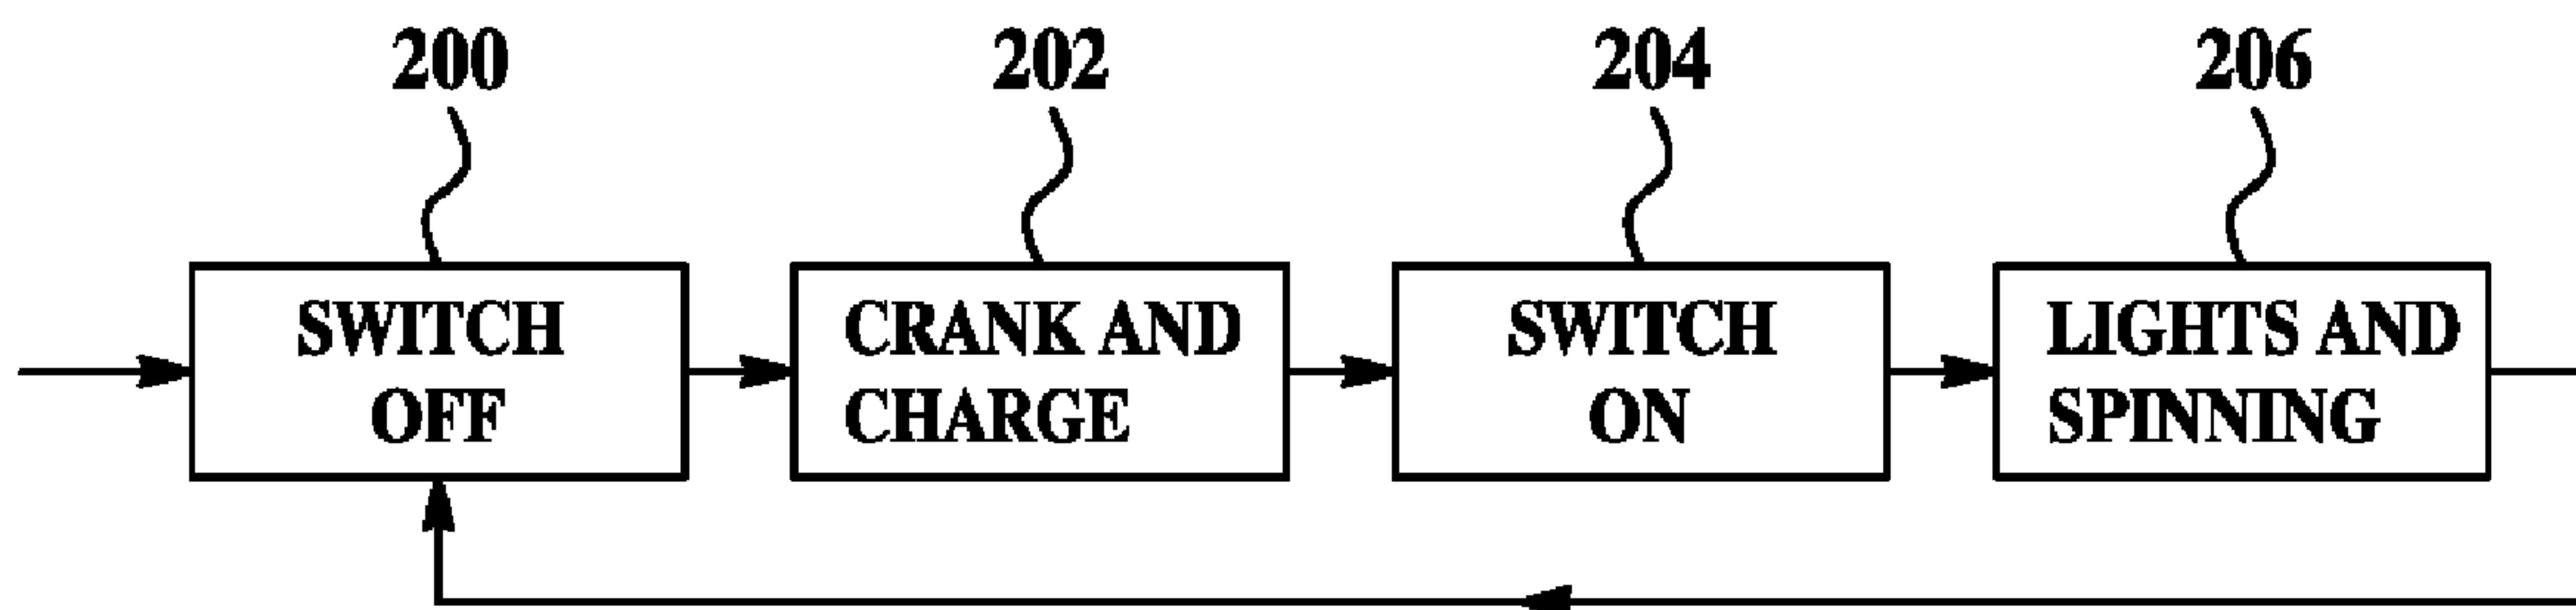 200 202 204 206
SWITCH
OFF
CRANK AND
CHARGE
SWITCH
ON
LIGHTS AND
SPINNING